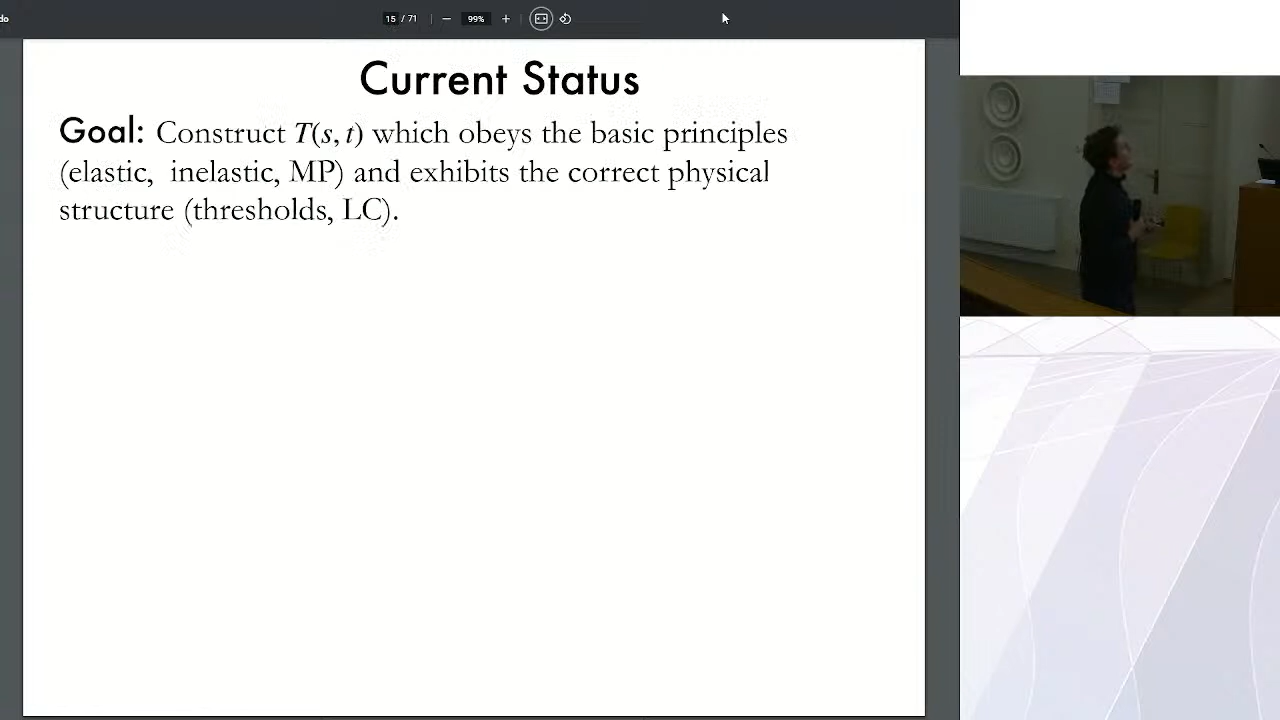 do
15 / 71
99%
Current Status
Goal: Construct T(s, t) which obeys the basic principles
(elastic, inelastic, MP) and exhibits the correct physical
structure (thresholds, LC).